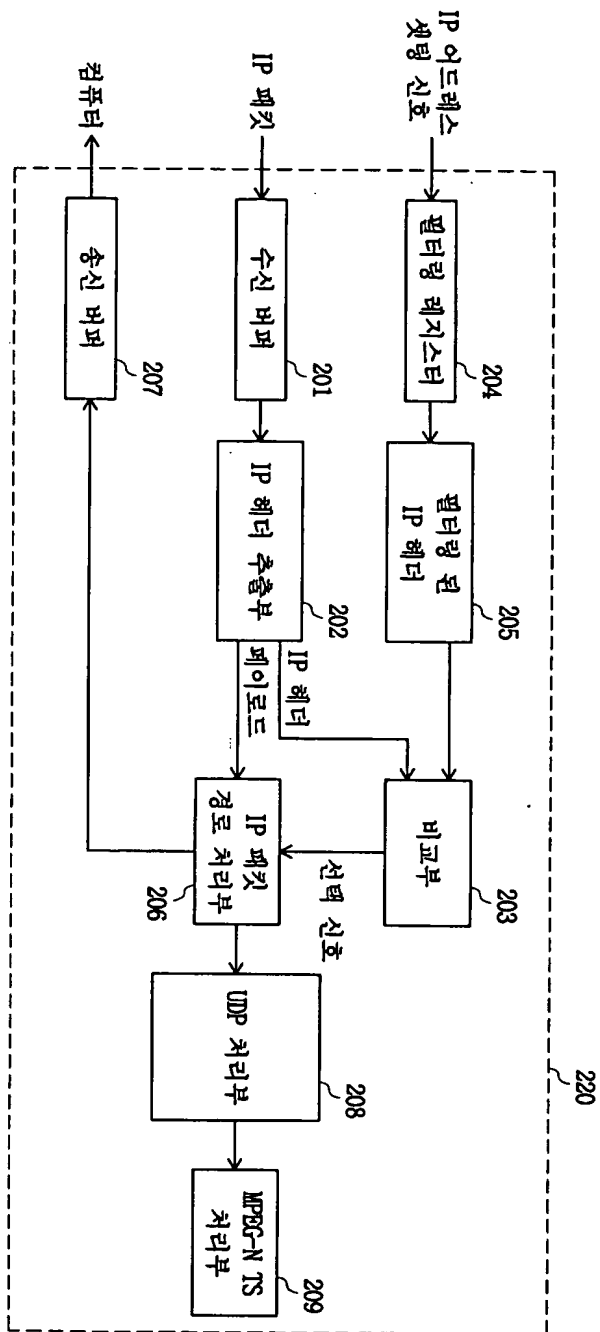 220
IP 어드레스
셋팅 신호
필터링 레지스터
204
필터링 된
IP 헤더
205
비교부
203
IP 패킷
수신 버퍼
201
IP 헤더 추출부
202
IP 헤더
페이로드
선택 신호
IP 패킷
경로 처리부
206
UDP 처리부
208
MPEG-N TS
처리부
209
컴퓨터
송신 버퍼
207